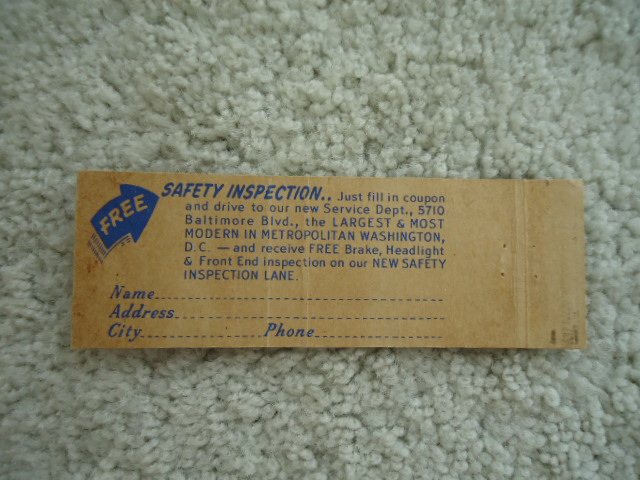 FREE
SAFETY INSPECTION.. Just fill in coupon
and drive to our new Service Dept., 5710
Baltimore Blvd., the LARGEST & MOST
MODERN IN METROPOLITAN WASHINGTON,
D.C. — and receive FREE Brake, Headlight
& Front End inspection on our NEW SAFETY
INSPECTION LANE.
Name
Address
City Phone